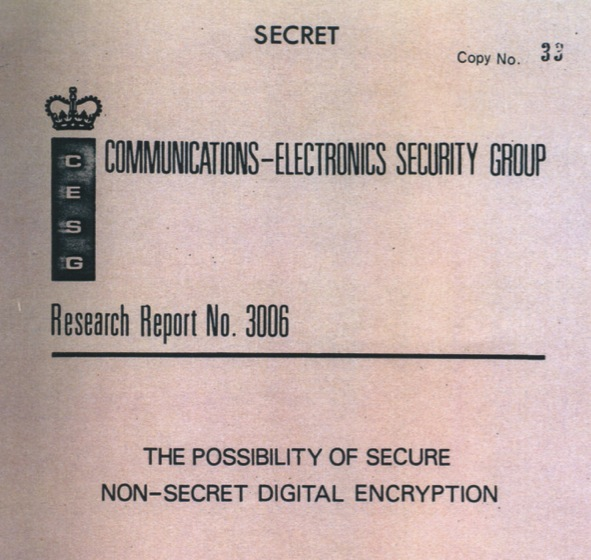 SECRET
Copy No. 33
C
E
S
G
COMMUNICATIONS-ELECTRONICS SECURITY GROUP
Research Report No. 3006
THE POSSIBILITY OF SECURE
NON-SECRET DIGITAL ENCRYPTION